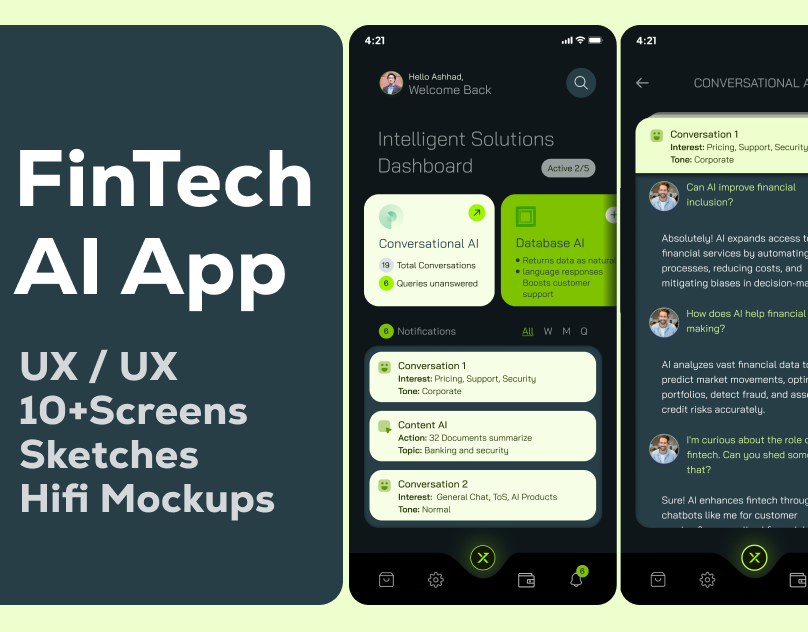 FinTech
AI App
UX / UX
10+Screens
Sketches
Hifi Mockups
4:21
Hello Ashhad,
Welcome Back
Intelligent Solutions
Dashboard
Active 2/5
Conversational AI
19 Total Conversations
6 Queries unanswered
Database AI
Returns data as natural
language responses
Boosts customer
support
6 Notifications
All W M Q
Conversation 1
Interest: Pricing, Support, Security
Tone: Corporate
Content AI
Action: 32 Documents summarize
Topic: Banking and security
Conversation 2
Interest: General Chat, ToS, AI Products
Tone: Normal
6
4:21
CONVERSATIONAL A
Conversation 1
Interest: Pricing, Support, Security
Tone: Corporate
Can AI improve financial
inclusion?
Absolutely! AI expands access to
financial services by automating
processes, reducing costs, and
mitigating biases in decision-ma
How does AI help financial
making?
AI analyzes vast financial data to
predict market movements, optim
portfolios, detect fraud, and asse
credit risks accurately.
I'm curious about the role o
fintech. Can you shed some
that?
Sure! AI enhances fintech throug
chatbots like me for customer